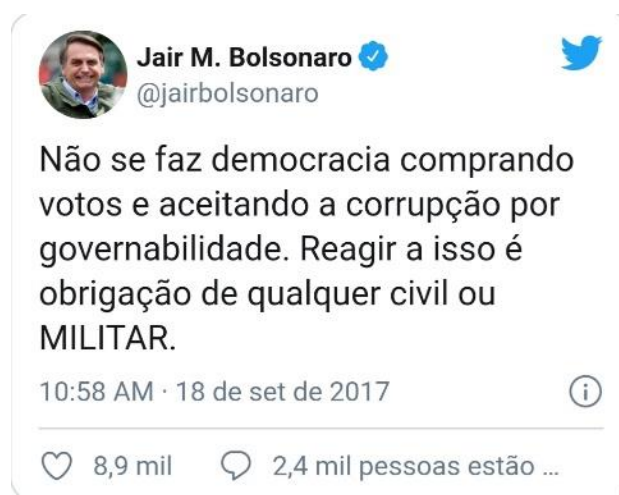 Jair M. Bolsonaro
@jairbolsonaro
Não se faz democracia comprando
votos e aceitando a corrupção por
governabilidade. Reagir a isso é
obrigação de qualquer civil ou
MILITAR.
10:58 AM · 18 de set de 2017
8,9 mil 2,4 mil pessoas estão ...